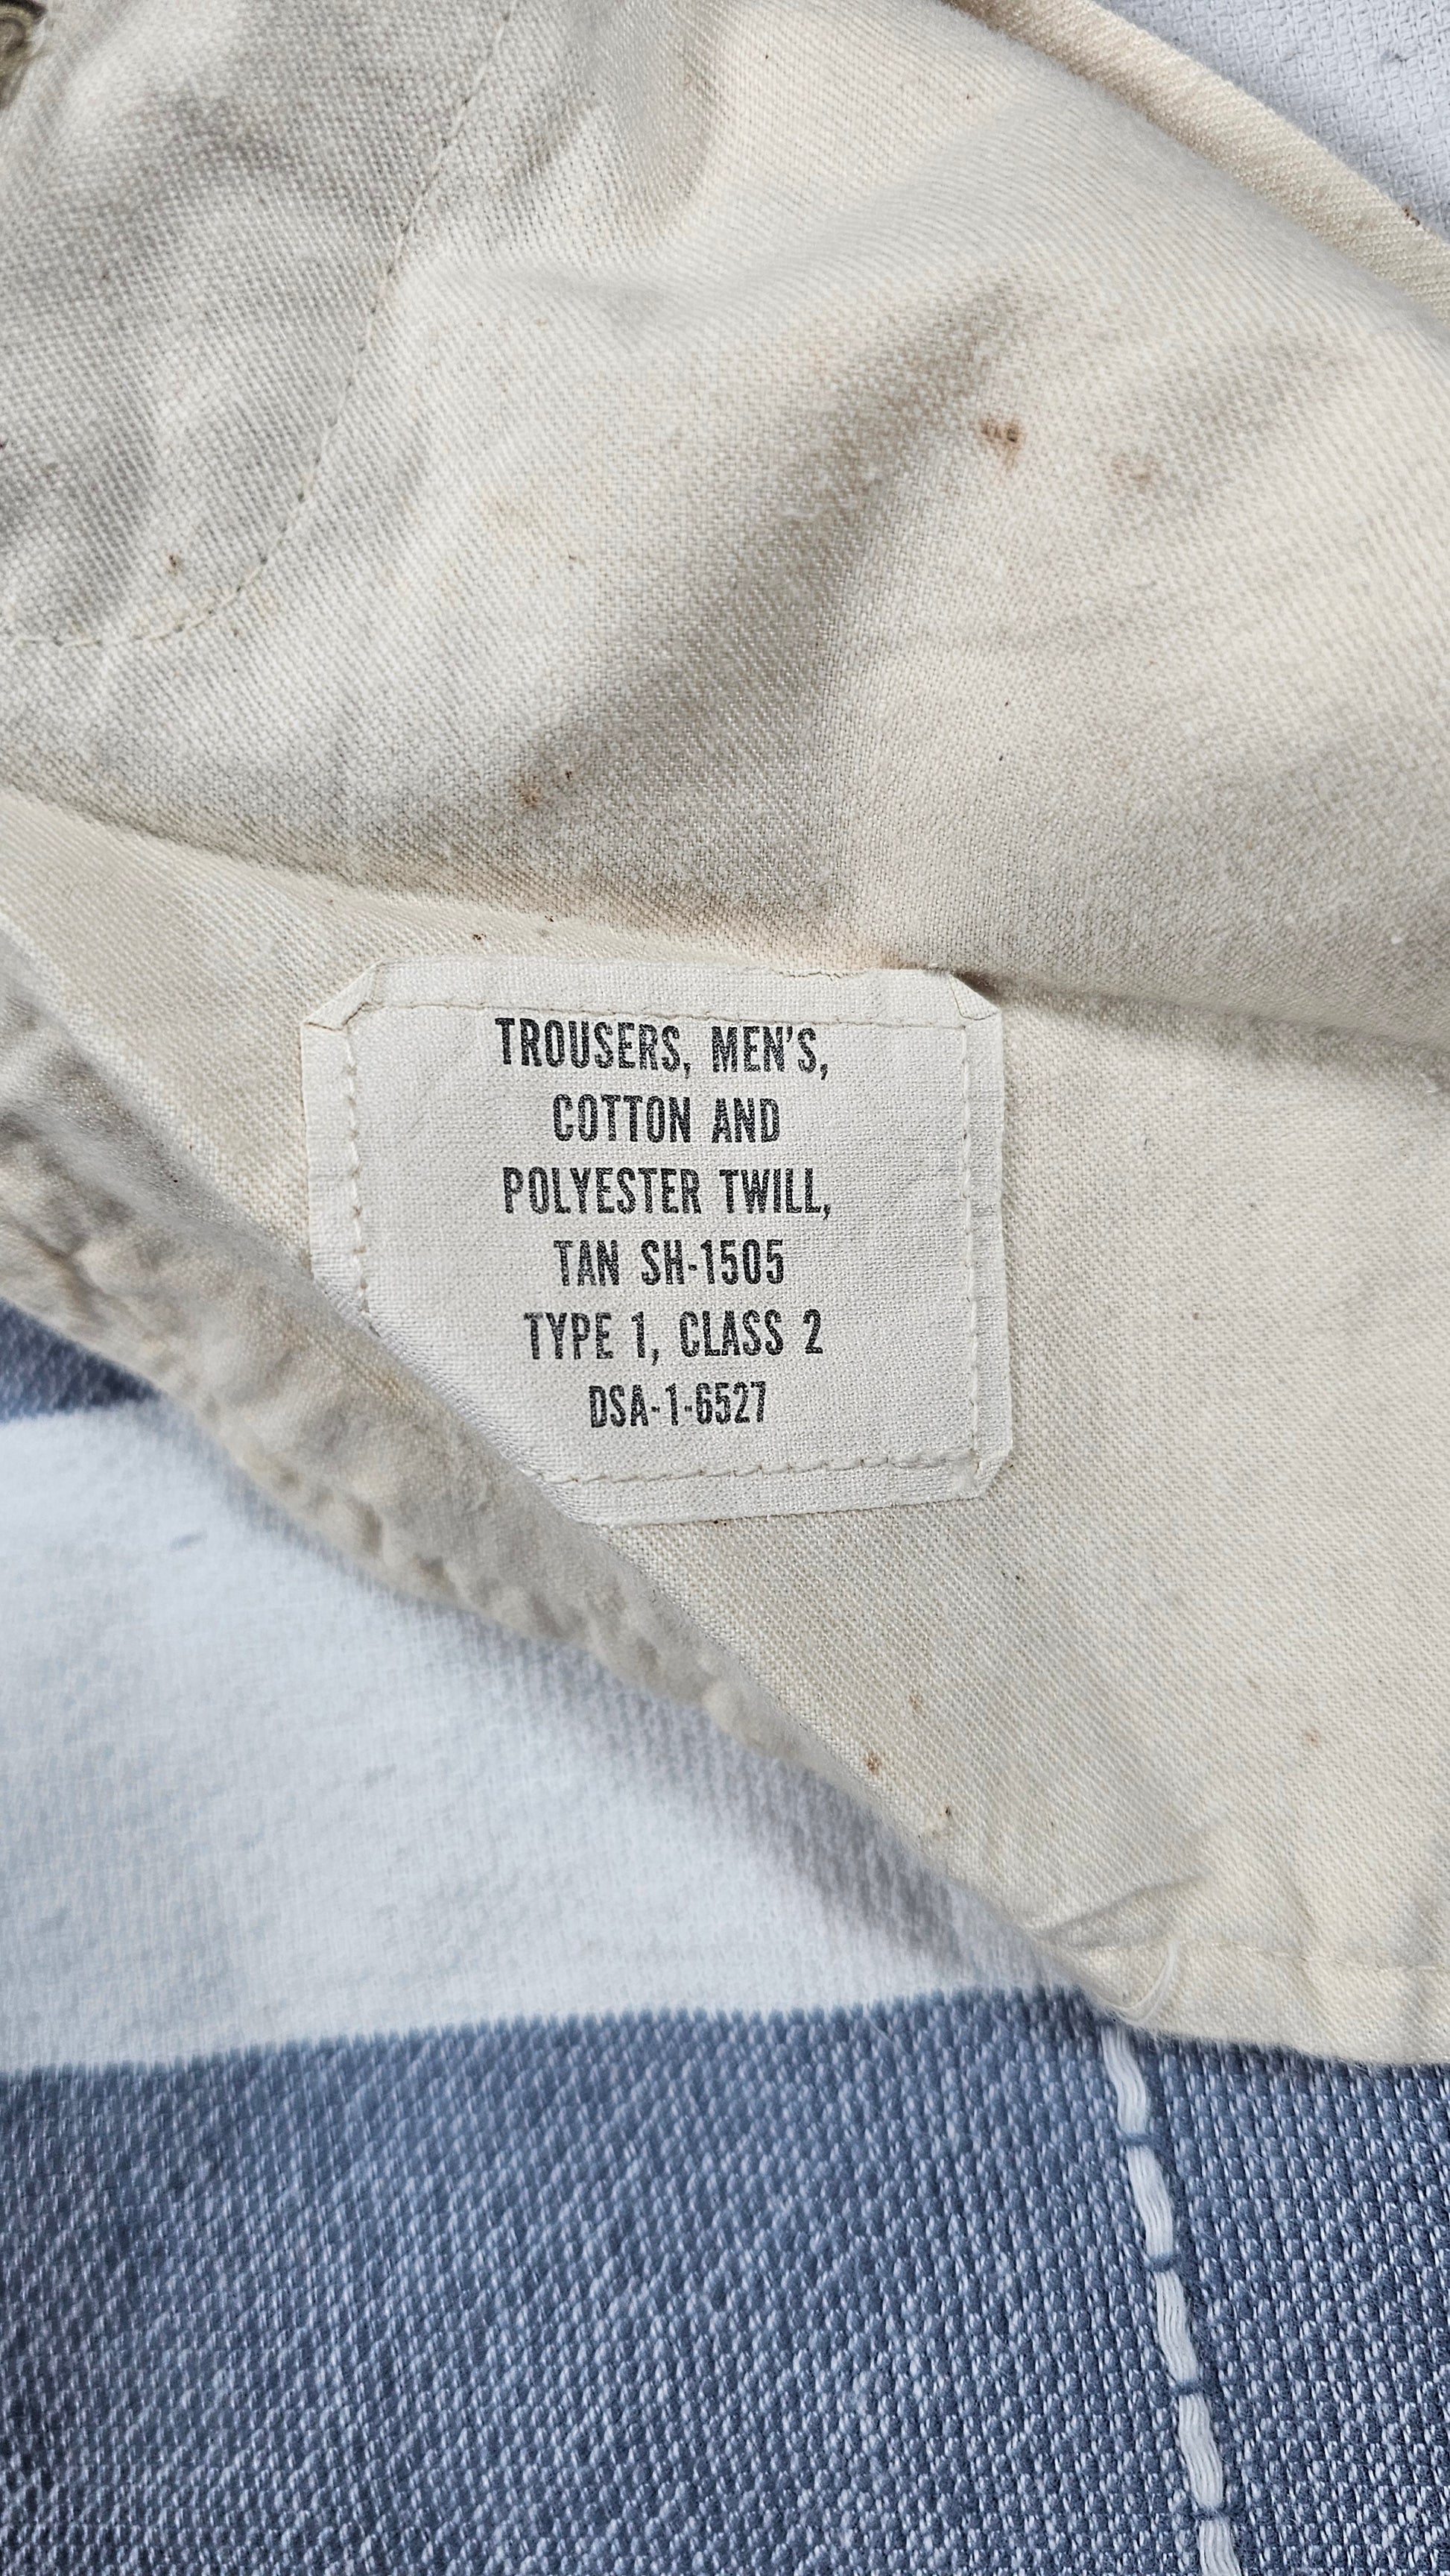 TROUSERS, MEN'S,
COTTON AND
POLYESTER TWILL,
TAN SH-1505
TYPE 1, CLASS 2
DSA-1-6527